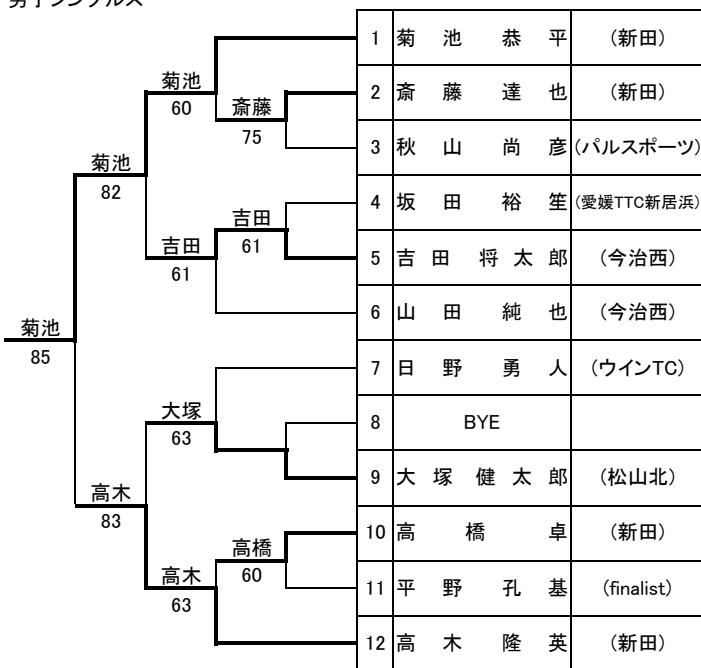 男子シングルス
1 菊池 恭平 (新田)
菊池
60
斎藤
75
2 斎藤 達也 (新田)
3 秋山 尚彦 (パルスポーツ)
菊池
82
4 坂田 裕笙 (愛媛TTC新居浜)
吉田
61
吉田
61
5 吉田 将太郎 (今治西)
6 山田 純也 (今治西)
菊池
85
7 日野 勇人 (ウインTC)
大塚
63
8 BYE
9 大塚 健太郎 (松山北)
高木
83
10 高橋 卓 (新田)
高橋
60
高木
63
11 平野 孔基 (finalist)
12 高木 隆英 (新田)